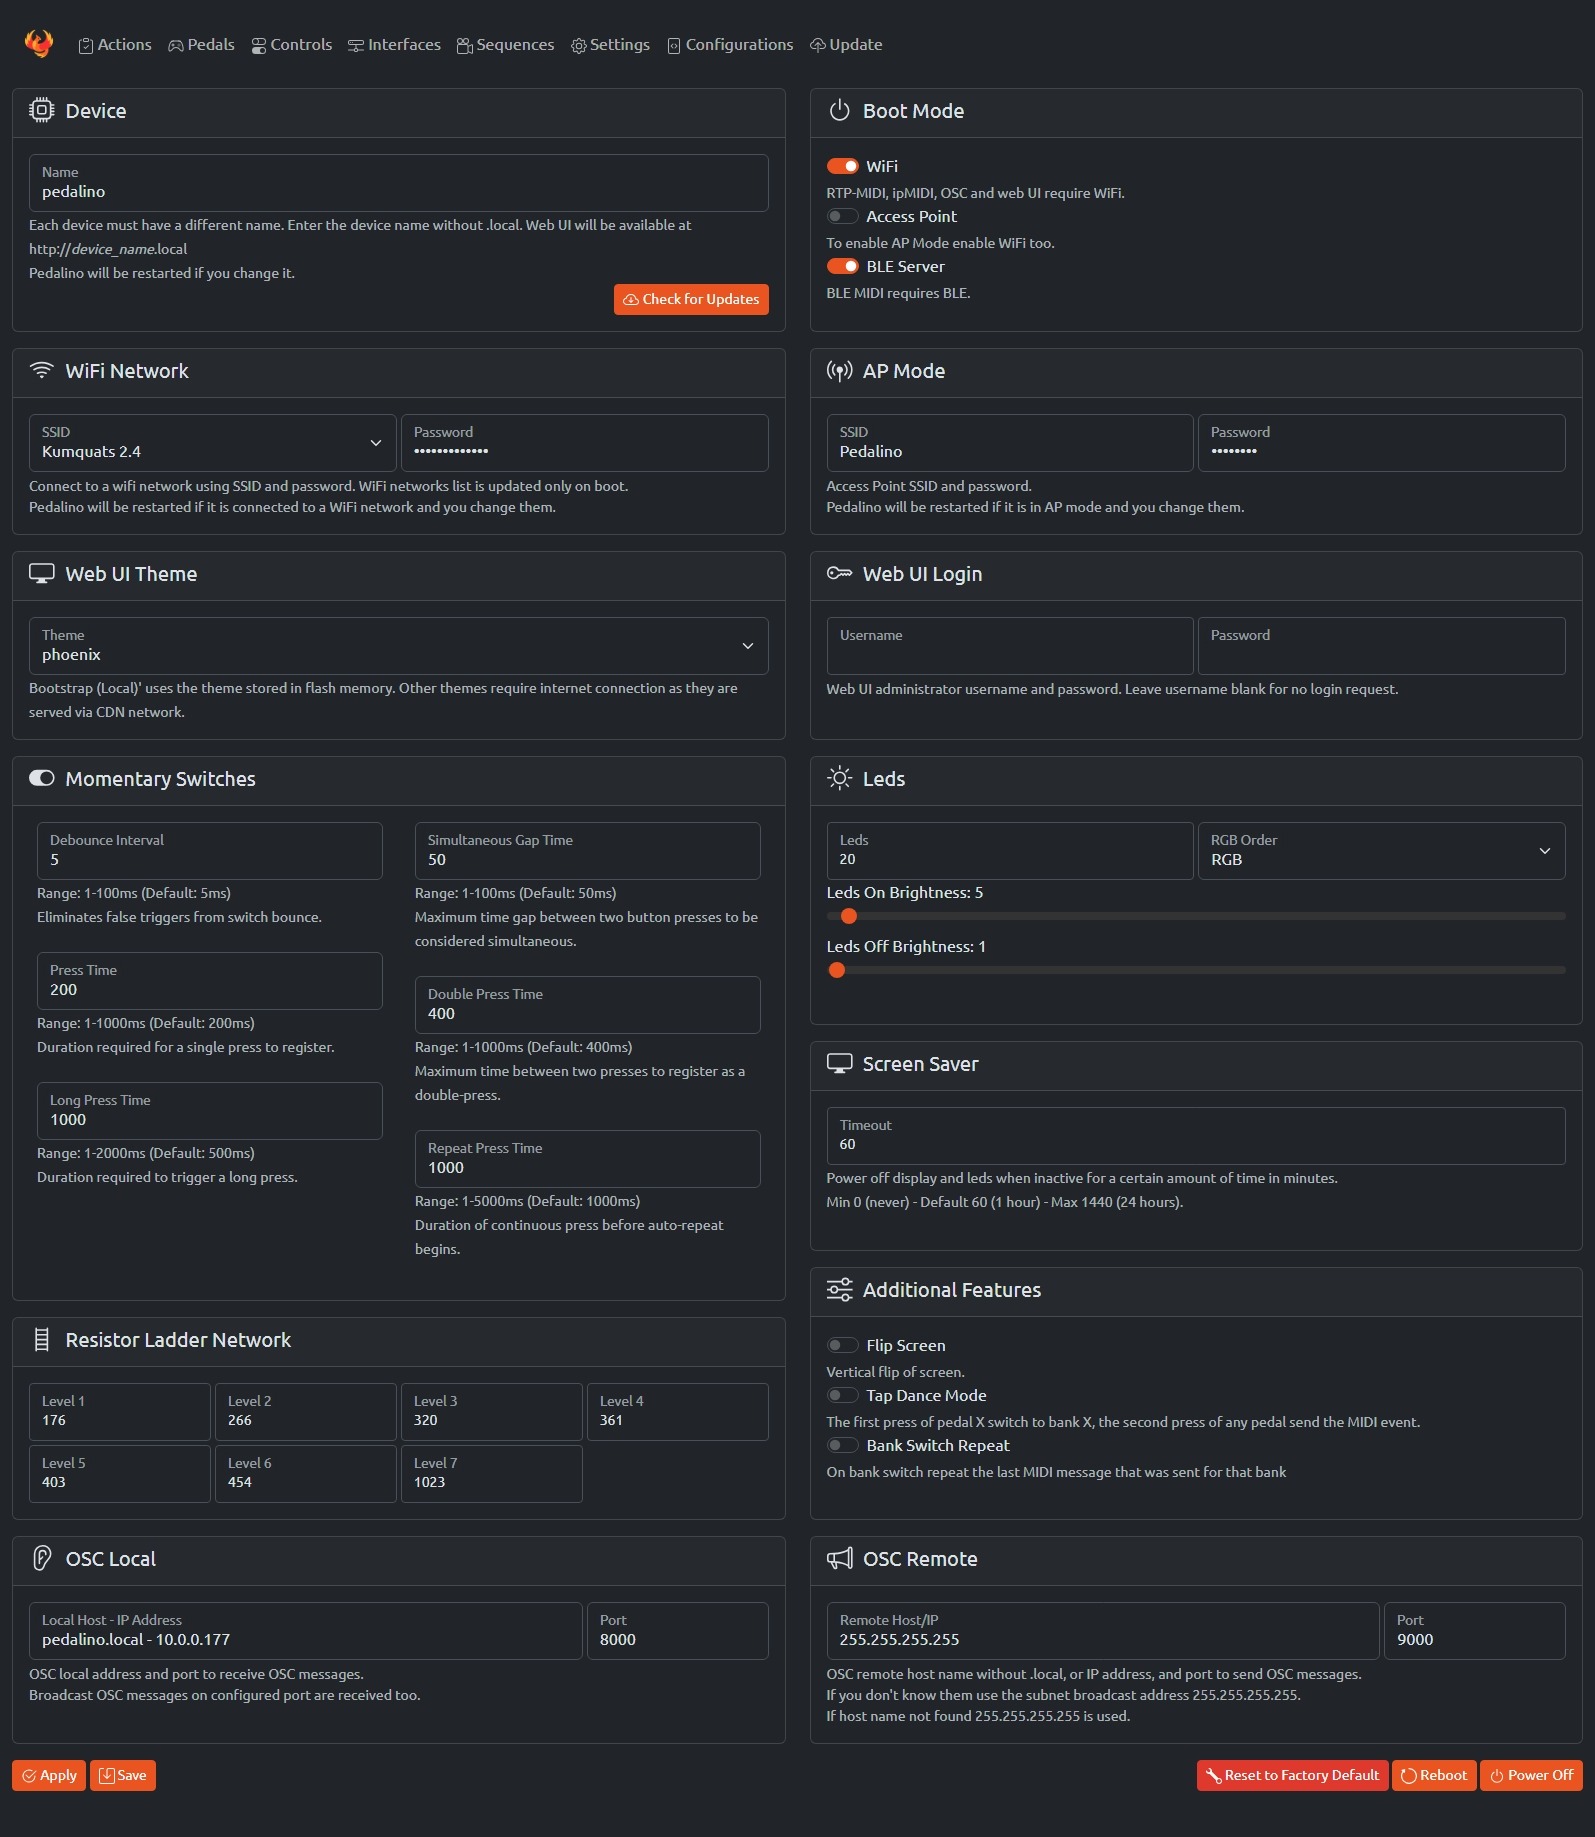 Actions Pedals Controls Interfaces Sequences Settings Configurations Update
Device
Name
pedalino
Each device must have a different name. Enter the device name without .local. Web UI will be available at
http://device_name.local
Pedalino will be restarted if you change it.
Check for Updates
Boot Mode
WiFi
RTP-MIDI, ipMIDI, OSC and web UI require WiFi.
Access Point
To enable AP Mode enable WiFi too.
BLE Server
BLE MIDI requires BLE.
WiFi Network
SSID
Kumquats 2.4
Password
•••••••••••••
Connect to a wifi network using SSID and password. WiFi networks list is updated only on boot.
Pedalino will be restarted if it is connected to a WiFi network and you change them.
AP Mode
SSID
Pedalino
Password
••••••••
Access Point SSID and password.
Pedalino will be restarted if it is in AP mode and you change them.
Web UI Theme
Theme
phoenix
Bootstrap (Local)' uses the theme stored in flash memory. Other themes require internet connection as they are
served via CDN network.
Web UI Login
Username
Password
Web UI administrator username and password. Leave username blank for no login request.
Momentary Switches
Debounce Interval
5
Range: 1-100ms (Default: 5ms)
Eliminates false triggers from switch bounce.
Press Time
200
Range: 1-1000ms (Default: 200ms)
Duration required for a single press to register.
Long Press Time
1000
Range: 1-2000ms (Default: 500ms)
Duration required to trigger a long press.
Simultaneous Gap Time
50
Range: 1-100ms (Default: 50ms)
Maximum time gap between two button presses to be
considered simultaneous.
Double Press Time
400
Range: 1-1000ms (Default: 400ms)
Maximum time between two presses to register as a
double-press.
Repeat Press Time
1000
Range: 1-5000ms (Default: 1000ms)
Duration of continuous press before auto-repeat
begins.
Leds
Leds
20
RGB Order
RGB
Leds On Brightness: 5
Leds Off Brightness: 1
Screen Saver
Timeout
60
Power off display and leds when inactive for a certain amount of time in minutes.
Min 0 (never) - Default 60 (1 hour) - Max 1440 (24 hours).
Additional Features
Flip Screen
Vertical flip of screen.
Tap Dance Mode
The first press of pedal X switch to bank X, the second press of any pedal send the MIDI event.
Bank Switch Repeat
On bank switch repeat the last MIDI message that was sent for that bank
Resistor Ladder Network
Level 1
176
Level 2
266
Level 3
320
Level 4
361
Level 5
403
Level 6
454
Level 7
1023
OSC Local
Local Host - IP Address
pedalino.local - 10.0.0.177
Port
8000
OSC local address and port to receive OSC messages.
Broadcast OSC messages on configured port are received too.
OSC Remote
Remote Host/IP
255.255.255.255
Port
9000
OSC remote host name without .local, or IP address, and port to send OSC messages.
If you don't know them use the subnet broadcast address 255.255.255.255.
If host name not found 255.255.255.255 is used.
Apply Save
Reset to Factory Default Reboot Power Off